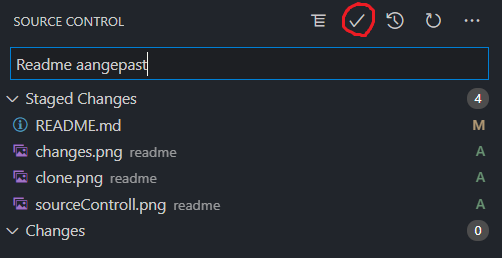 SOURCE CONTROL
Readme aangepast
Staged Changes 4
README.md M
changes.png readme A
clone.png readme A
sourceControll.png readme A
Changes 0